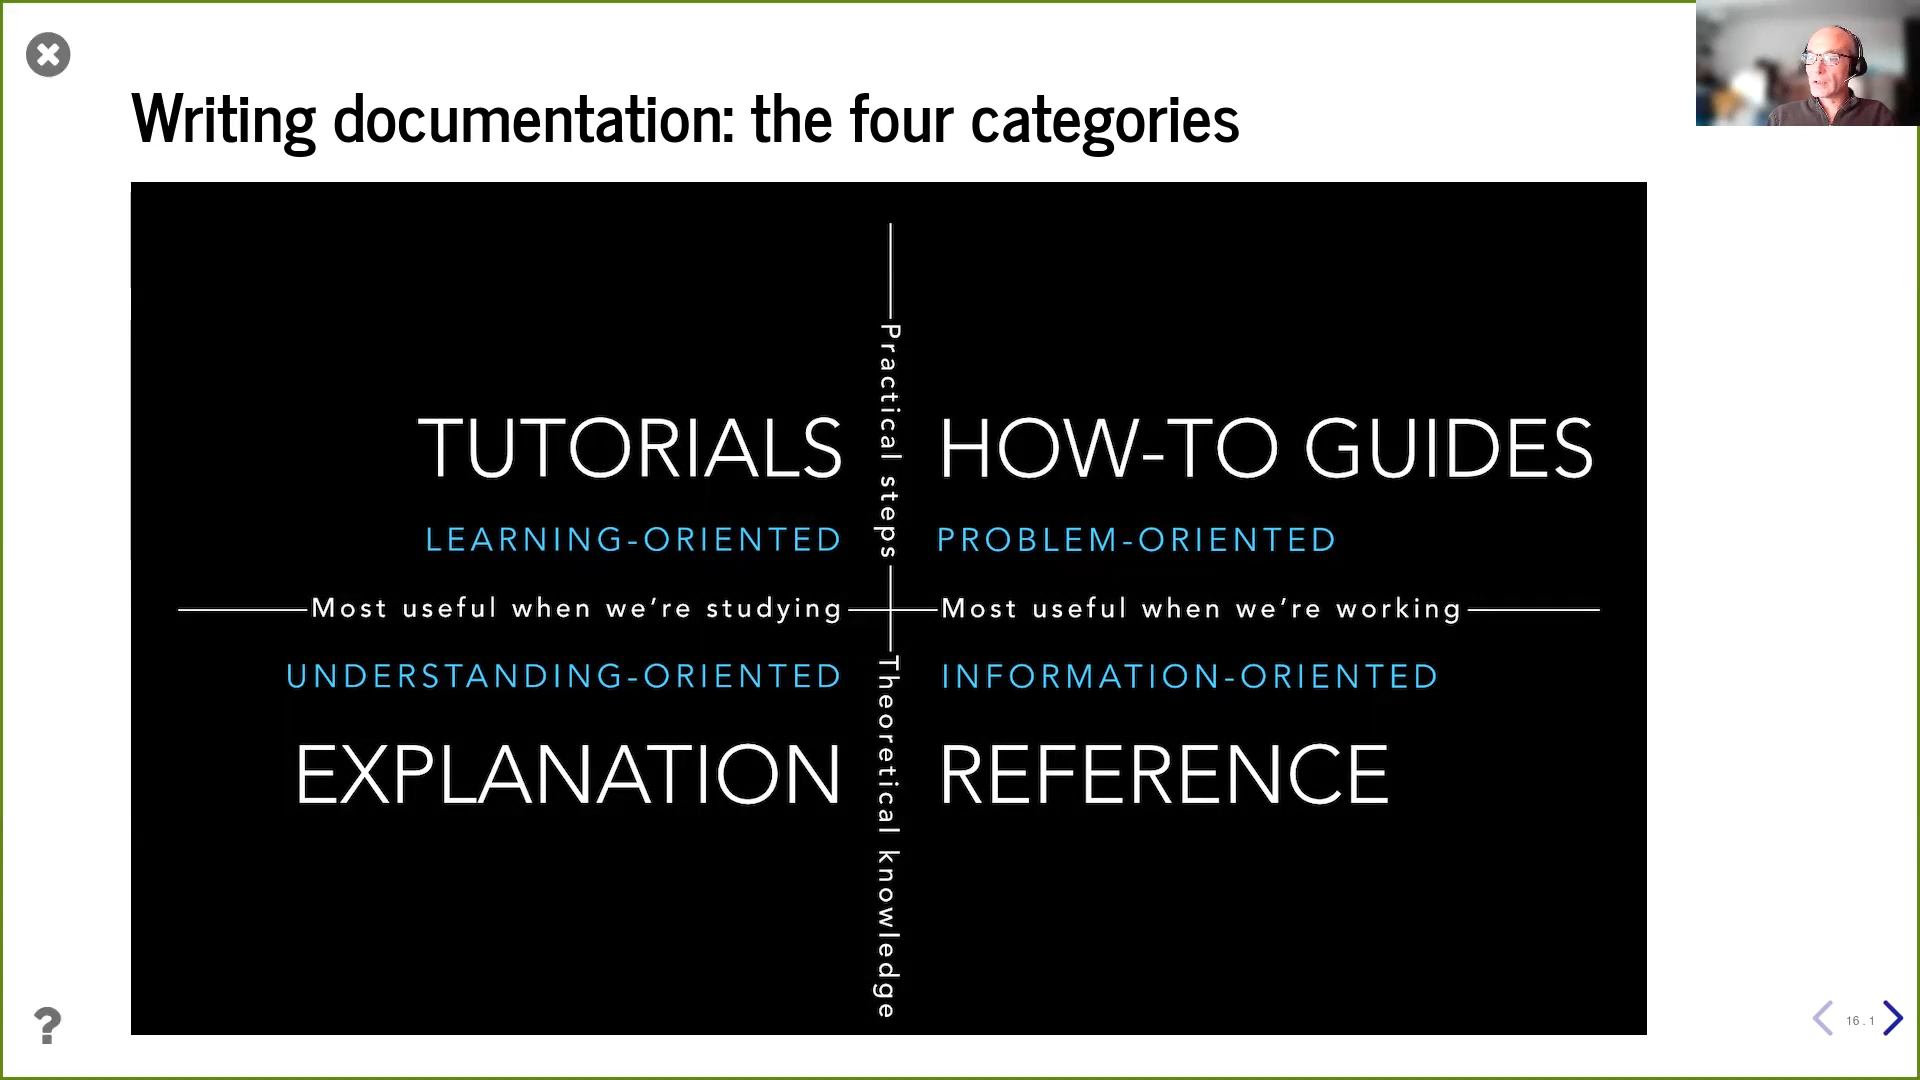 Writing documentation: the four categories
Practical steps
TUTORIALS
HOW-TO GUIDES
LEARNING-ORIENTED
PROBLEM-ORIENTED
Most useful when we’re studying
Most useful when we’re working
UNDERSTANDING-ORIENTED
INFORMATION-ORIENTED
Theoretical knowledge
EXPLANATION
REFERENCE
?
16.1